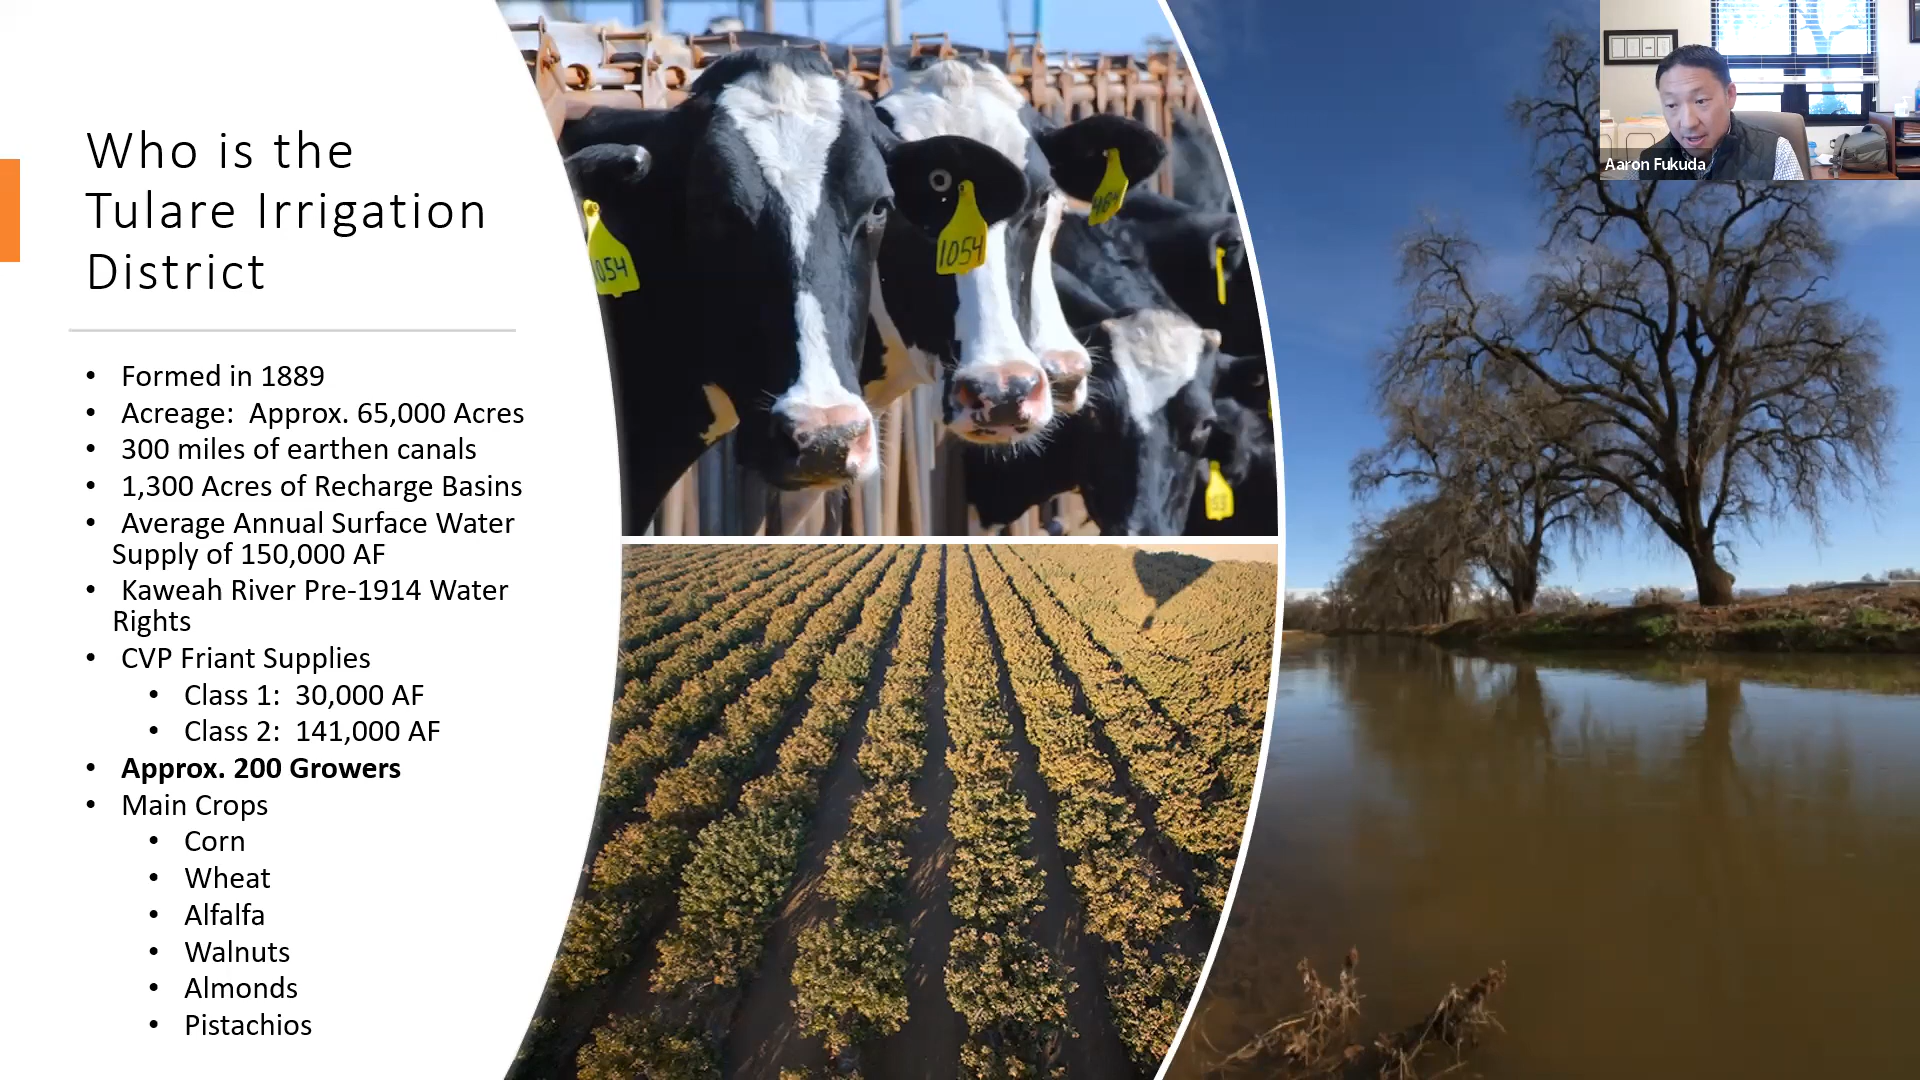 Who is the
Tulare Irrigation
District
• Formed in 1889
• Acreage: Approx. 65,000 Acres
• 300 miles of earthen canals
• 1,300 Acres of Recharge Basins
• Average Annual Surface Water
Supply of 150,000 AF
• Kaweah River Pre-1914 Water
Rights
• CVP Friant Supplies
• Class 1: 30,000 AF
• Class 2: 141,000 AF
• Approx. 200 Growers
• Main Crops
• Corn
• Wheat
• Alfalfa
• Walnuts
• Almonds
• Pistachios
054
1054
Aaron Fukuda